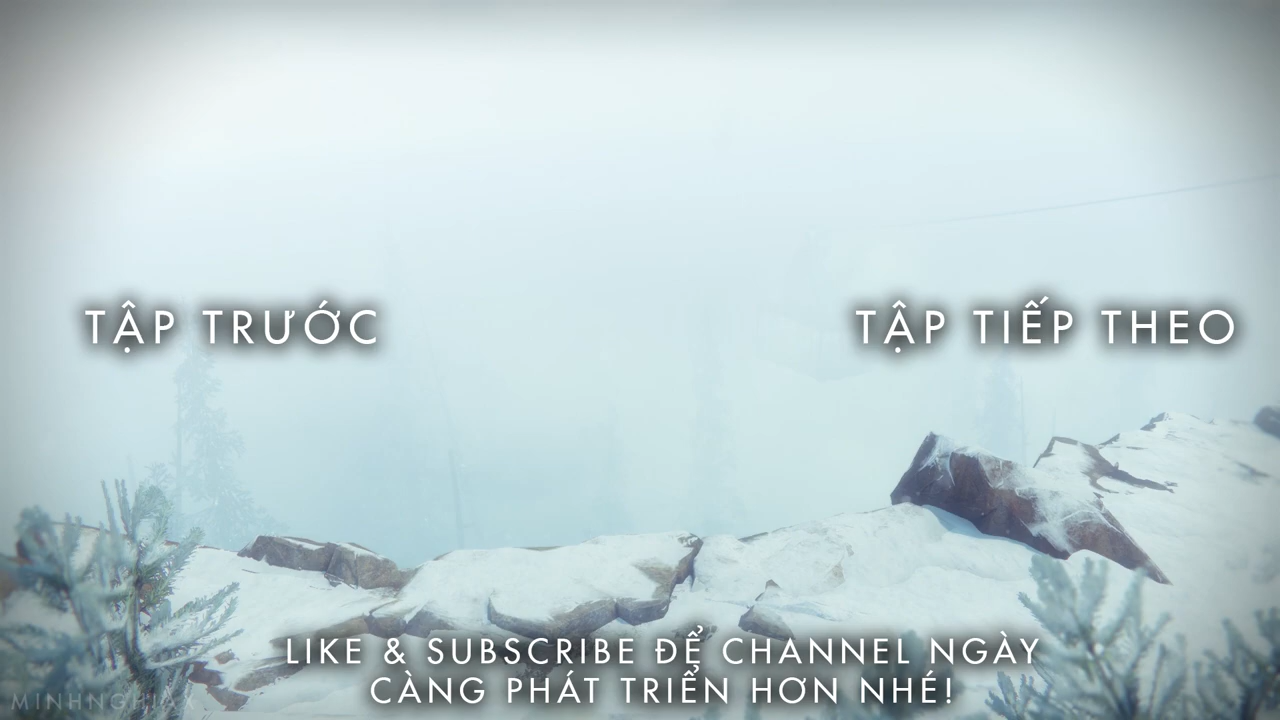 TẬP TRƯỚC
TẬP TIẾP THEO
LIKE & SUBSCRIBE ĐỂ CHANNEL NGÀY
CÀNG PHÁT TRIỂN HƠN NHÉ!